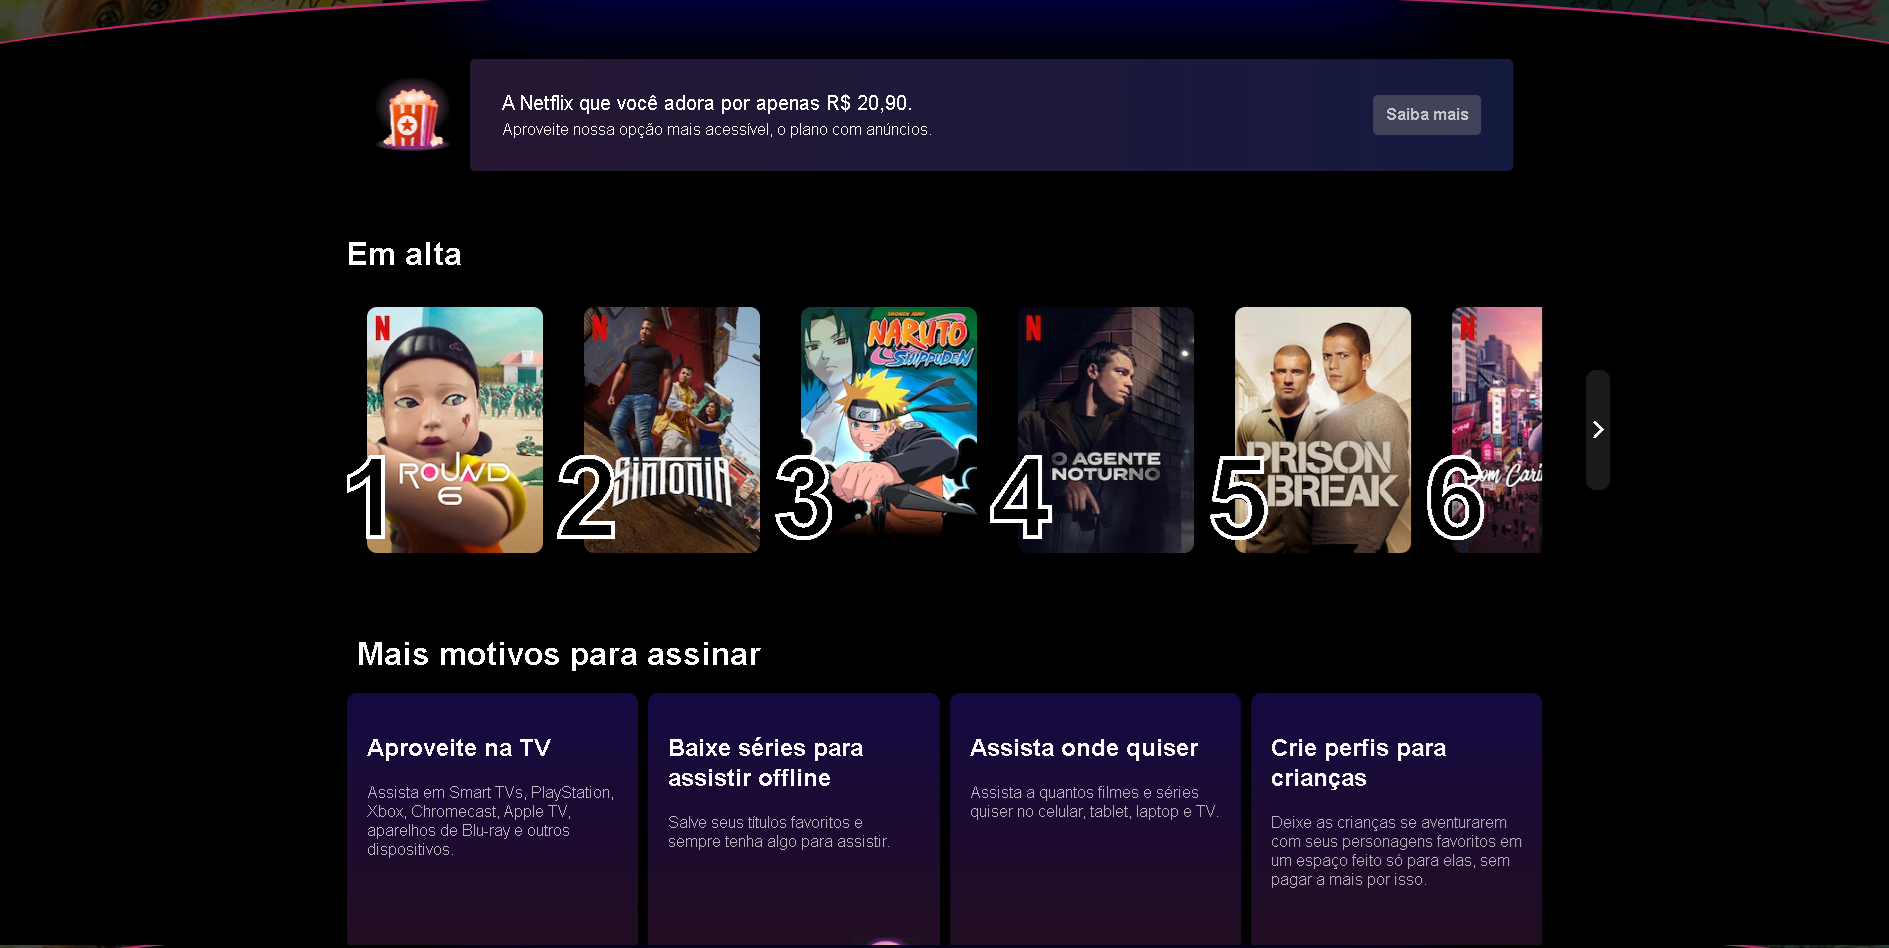 A Netflix que você adora por apenas R$ 20,90.
Aproveite nossa opção mais acessível, o plano com anúncios.
Saiba mais
Em alta
N
ROUND
6
1
N
SINTONIA
2
SHONEN JUMP
NARUTO
SHIPPUDEN
3
N
O AGENTE
NOTURNO
4
PRISON
BREAK
5
N
6
Mais motivos para assinar
Aproveite na TV
Assista em Smart TVs, PlayStation,
Xbox, Chromecast, Apple TV,
aparelhos de Blu-ray e outros
dispositivos.
Baixe séries para
assistir offline
Salve seus títulos favoritos e
sempre tenha algo para assistir.
Assista onde quiser
Assista a quantos filmes e séries
quiser no celular, tablet, laptop e TV.
Crie perfis para
crianças
Deixe as crianças se aventurarem
com seus personagens favoritos em
um espaço feito só para elas, sem
pagar a mais por isso.